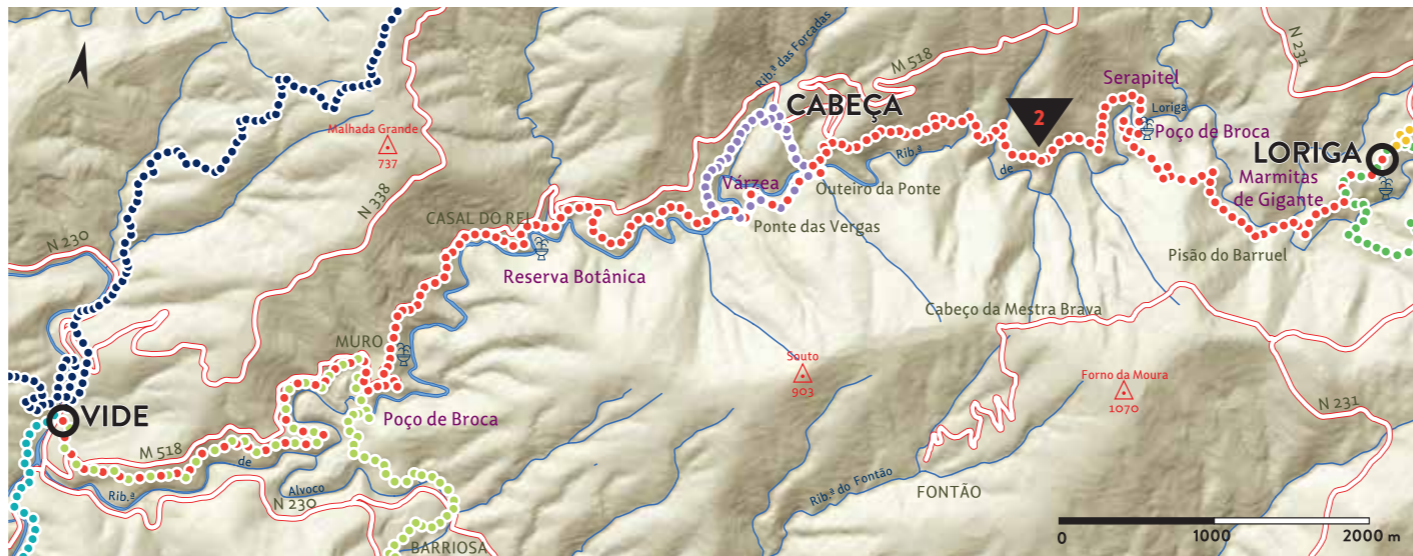 Rib.ª das Forcadas
M 518
N 231
Serapitel
CABEÇA
2
Loriga
Malhada Grande
737
Poço de Broca
LORIGA
Rib.ª
de
Várzea
Outeiro da Ponte
Marmitas
de Gigante
N 338
CASAL DO REI
Ponte das Vergas
N 230
Pisão do Barruel
Reserva Botânica
Cabeço da Mestra Brava
MURO
Souto
903
Forno da Moura
1070
N 231
VIDE
Poço de Broca
M 518
de
Rib.ª
Alvoco
N 230
Rib.ª do Fontão
FONTÃO
BARRIOSA
0
1000
2000 m